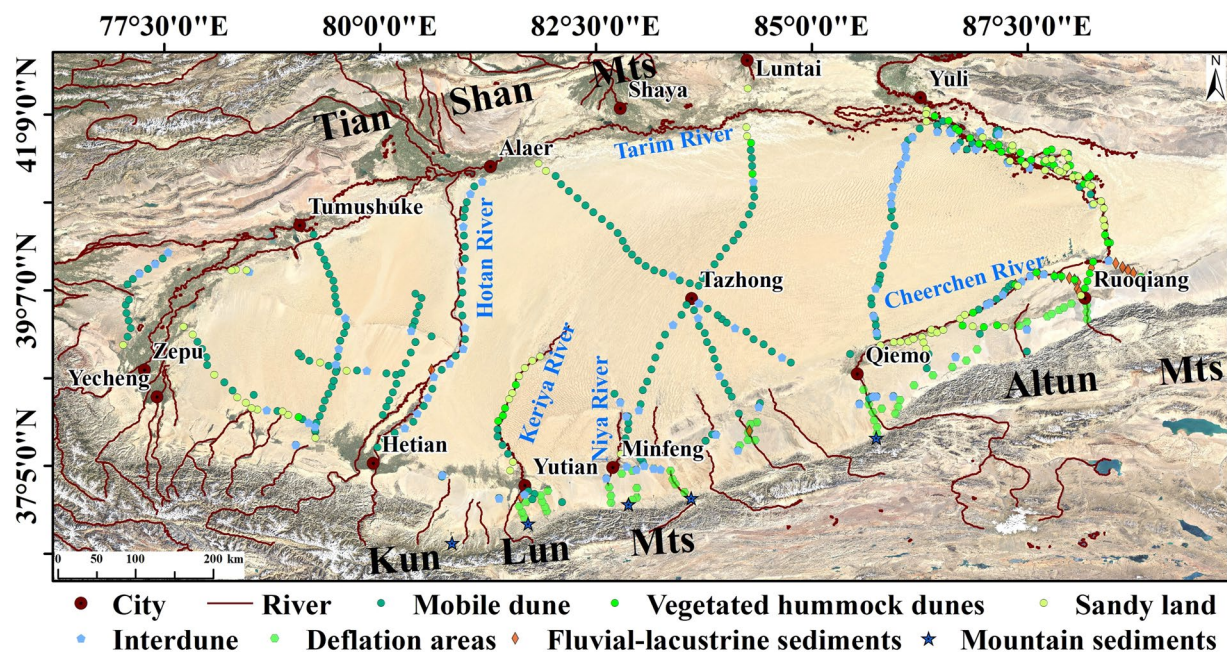 77°30'0"E 80°0'0"E 82°30'0"E 85°0'0"E 87°30'0"E
41°9'0"N
39°7'0"N
37°5'0"N
N
Tian Shan Mts
Luntai
Shaya
Yuli
Alaer
Tarim River
Tumushuke
Hotan River
Tazhong
Cheerchen River
Ruoqiang
Zepu
Yecheng
Keriya River
Niya River
Qiemo
Altun Mts
Hetian
Yutian
Minfeng
Kun Lun Mts
0 50 100 200 km
City River Mobile dune Vegetated hummock dunes Sandy land
Interdune Deflation areas Fluvial-lacustrine sediments Mountain sediments